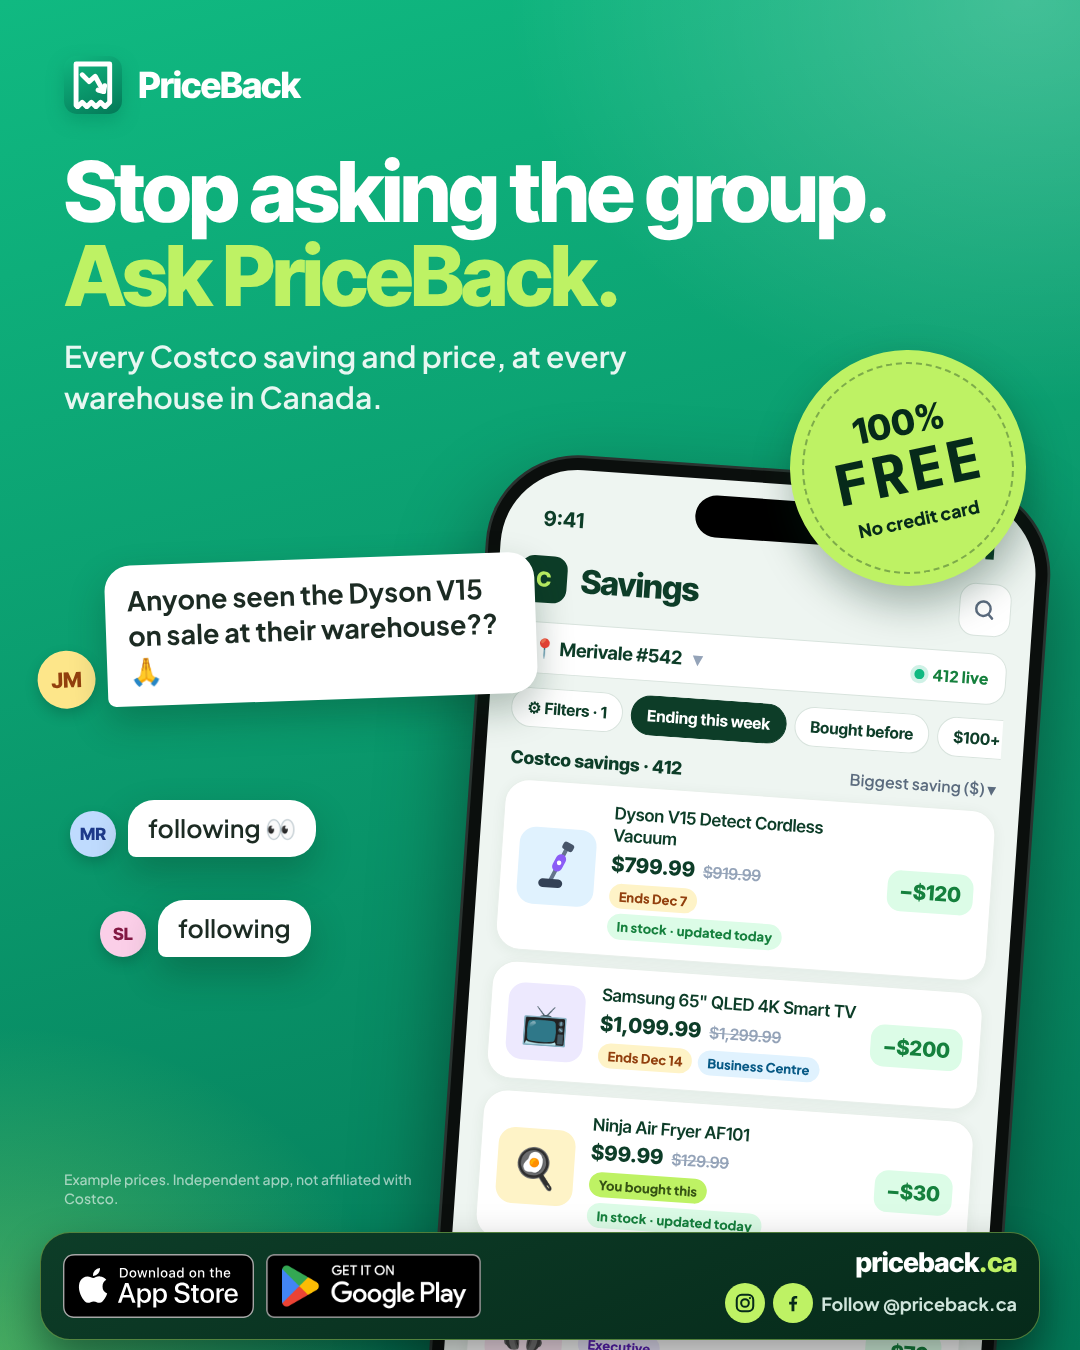 PriceBack
Stop asking the group.
Ask PriceBack.
Every Costco saving and price, at every
warehouse in Canada.
100%
FREE
No credit card
9:41
C
Savings
Anyone seen the Dyson V15
on sale at their warehouse??
🙏
JM
📍 Merivale #542 ▼
412 live
⚙ Filters · 1
Ending this week
Bought before
$100+
Costco savings · 412
Biggest saving ($) ▾
MR
following 👀
SL
following
Dyson V15 Detect Cordless
Vacuum
$799.99 $919.99
Ends Dec 7
In stock · updated today
−$120
Samsung 65" QLED 4K Smart TV
$1,099.99 $1,299.99
Ends Dec 14 Business Centre
−$200
Ninja Air Fryer AF101
$99.99 $129.99
You bought this
In stock · updated today
−$30
Example prices. Independent app, not affiliated with
Costco.
Download on the
App Store
GET IT ON
Google Play
priceback.ca
Follow @priceback.ca
Executive